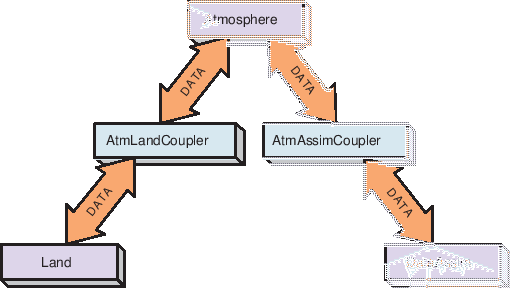 Atmosphere
DATA
DATA
AtmLandCoupler
AtmAssimCoupler
DATA
DATA
Land